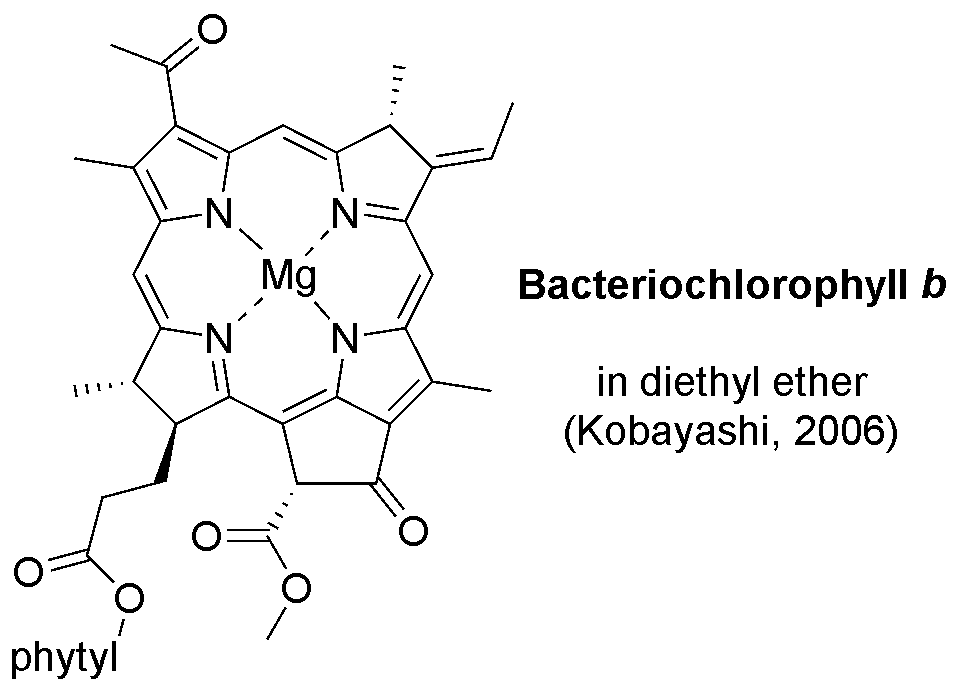 O
N
N
Mg
Bacteriochlorophyll b
N
N
in diethyl ether
(Kobayashi, 2006)
O
O
O
O
O
phytyl